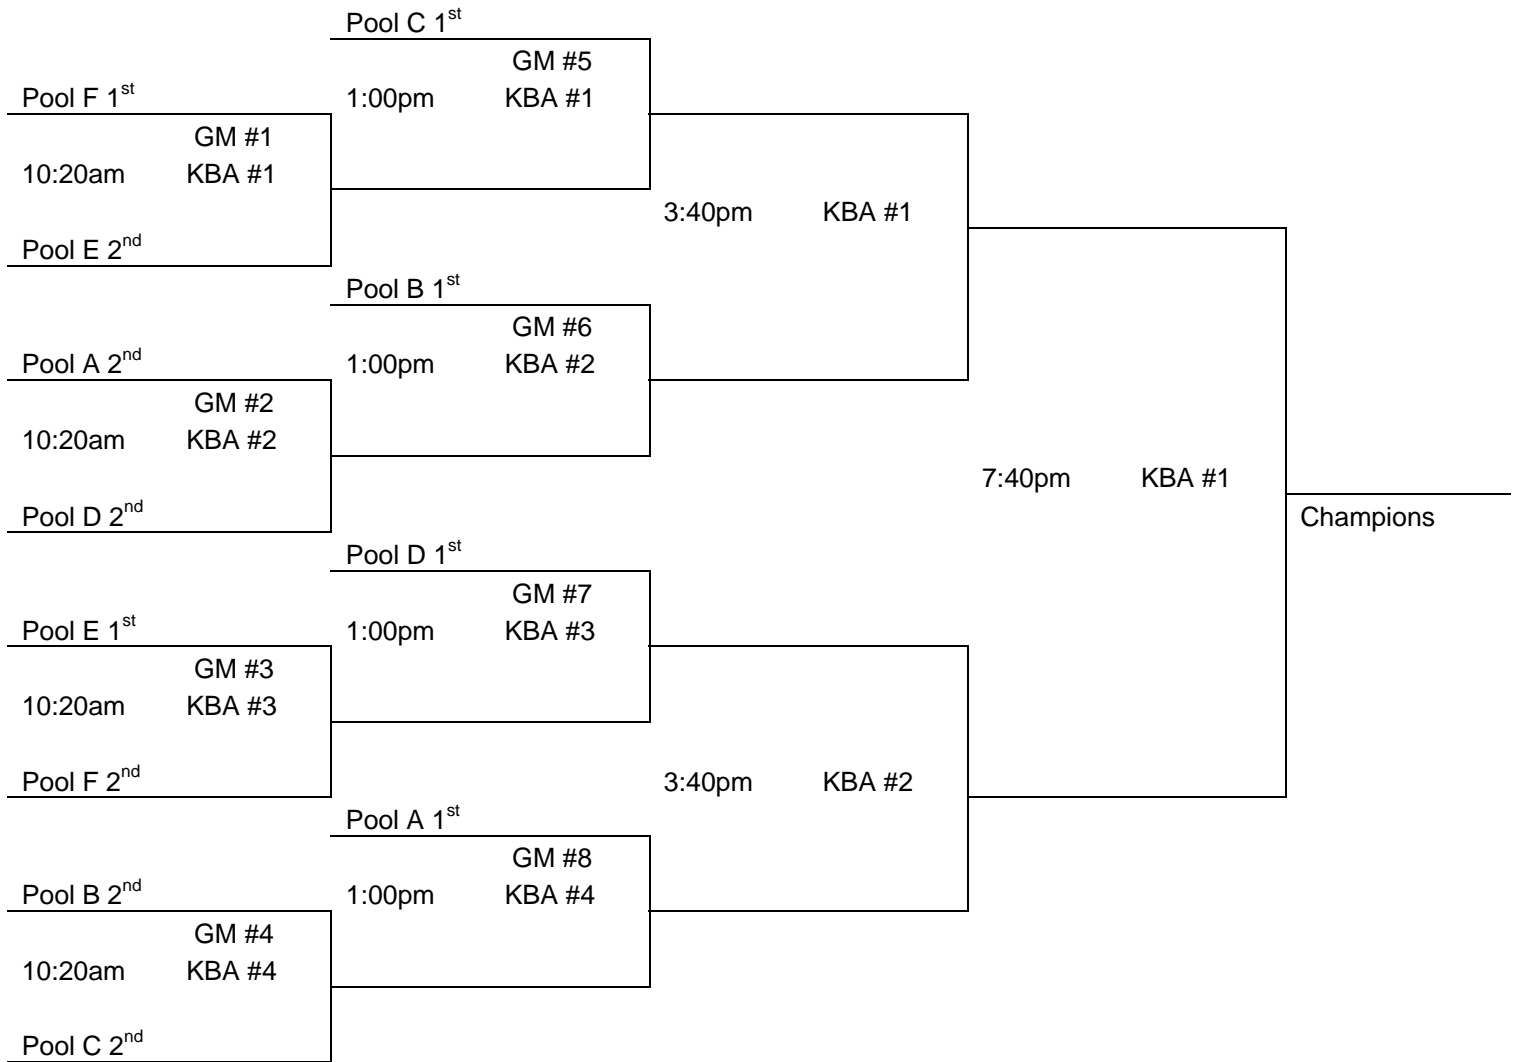 Pool C 1st
GM #5
Pool F 1st
1:00pm KBA #1
GM #1
10:20am KBA #1
3:40pm KBA #1
Pool E 2nd
Pool B 1st
GM #6
Pool A 2nd
1:00pm KBA #2
GM #2
10:20am KBA #2
7:40pm KBA #1
Pool D 2nd
Champions
Pool D 1st
GM #7
Pool E 1st
1:00pm KBA #3
GM #3
10:20am KBA #3
Pool F 2nd
3:40pm KBA #2
Pool A 1st
GM #8
Pool B 2nd
1:00pm KBA #4
GM #4
10:20am KBA #4
Pool C 2nd